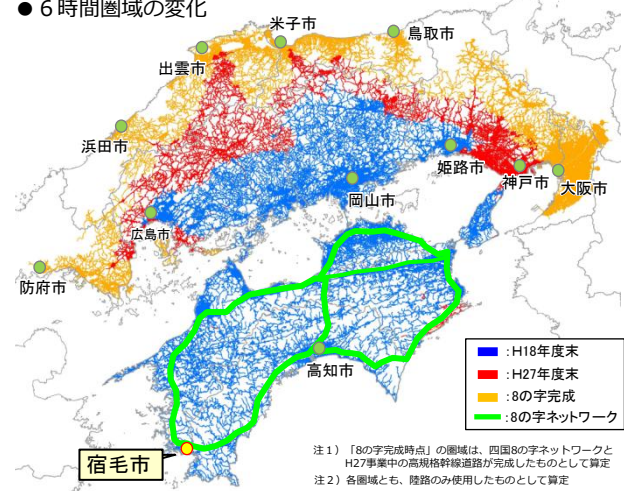 ● 6時間圏域の変化
米子市
鳥取市
出雲市
浜田市
姫路市
神戸市
大阪市
岡山市
広島市
防府市
高知市
宿毛市
:H18年度末
:H27年度末
:8の字完成
:8の字ネットワーク
注1）「8の字完成時点」の圏域は、四国8の字ネットワークと
H27事業中の高規格幹線道路が完成したものとして算定
注2）各圏域とも、陸路のみ使用したものとして算定